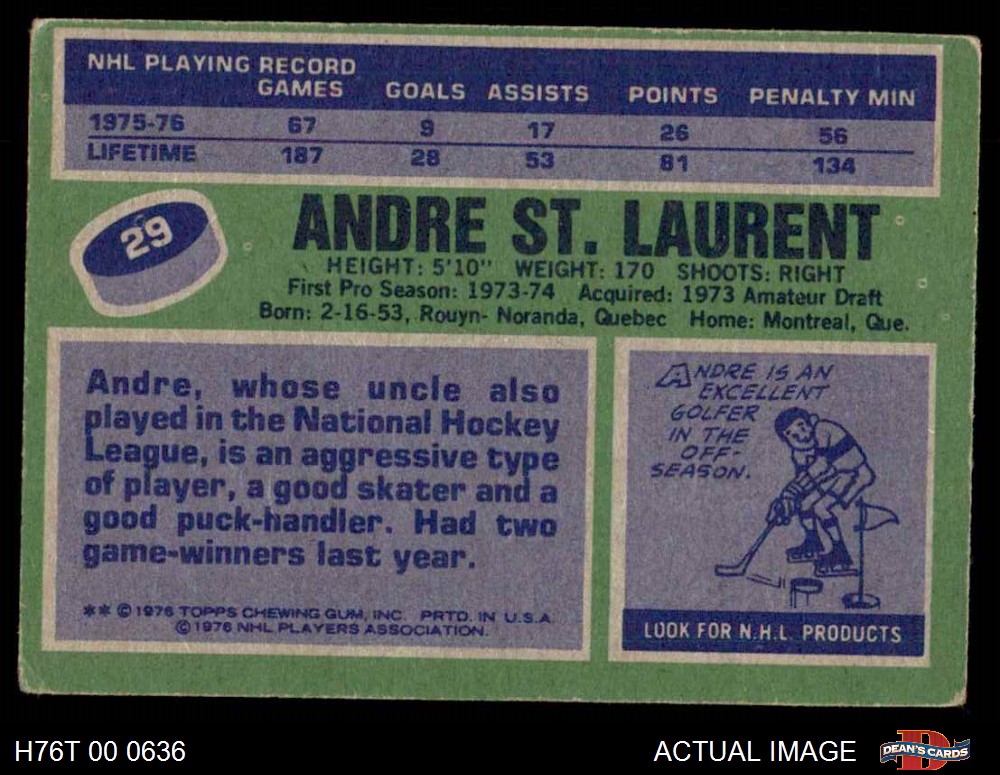 NHL PLAYING RECORD
GAMES GOALS ASSISTS POINTS PENALTY MIN
1975-76 67 9 17 26 56
LIFETIME 187 28 53 81 134
29
ANDRE ST. LAURENT
HEIGHT: 5'10" WEIGHT: 170 SHOOTS: RIGHT
First Pro Season: 1973-74 Acquired: 1973 Amateur Draft
Born: 2-16-53, Rouyn- Noranda, Quebec Home: Montreal, Que.
Andre, whose uncle also
played in the National Hockey
League, is an aggressive type
of player, a good skater and a
good puck-handler. Had two
game-winners last year.
** © 1976 TOPPS CHEWING GUM, INC. PRTD. IN U.S.A.
© 1976 NHL PLAYERS ASSOCIATION.
ANDRE IS AN
EXCELLENT
GOLFER
IN THE
OFF-
SEASON.
LOOK FOR N.H.L. PRODUCTS
H76T 00 0636
ACTUAL IMAGE
D
DEAN'S CARDS